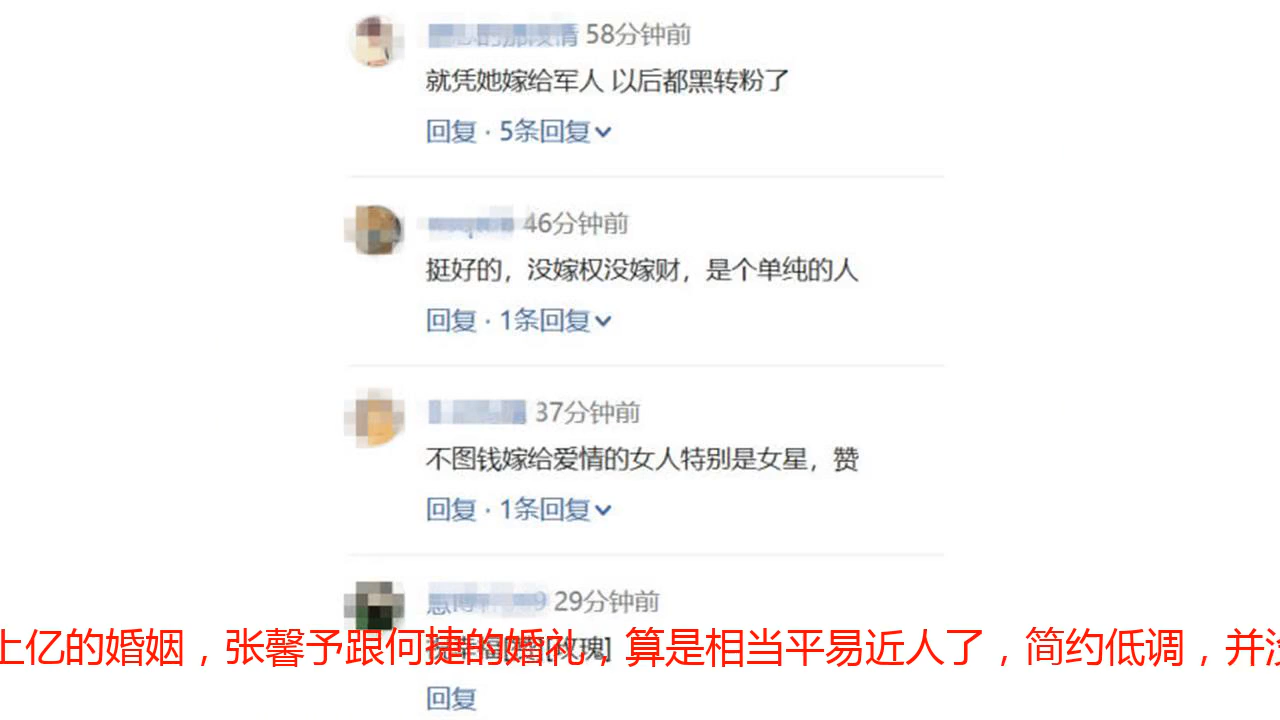 58分钟前
就凭她嫁给军人 以后都黑转粉了
回复 · 5条回复
46分钟前
挺好的，没嫁权没嫁财，是个单纯的人
回复 · 1条回复
37分钟前
不图钱嫁给爱情的女人特别是女星，赞
回复 · 1条回复
29分钟前
上亿的婚姻，张馨予跟何捷的婚礼，算是相当平易近人了，简约低调，并没
回复